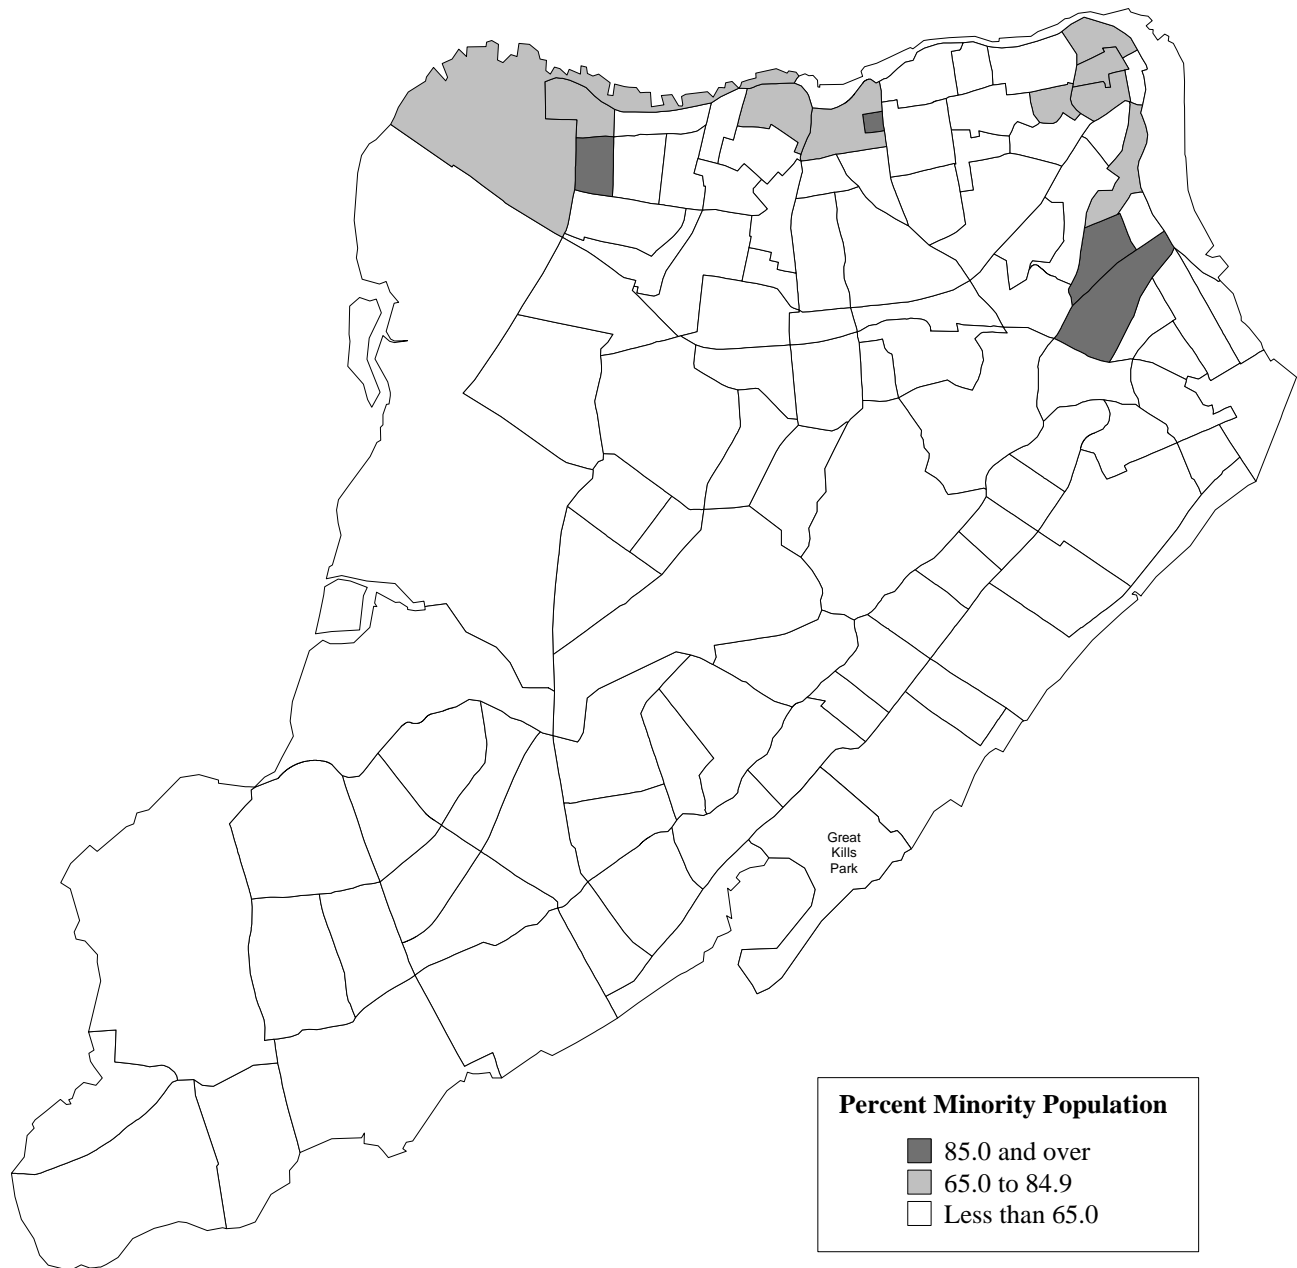 Great
Kills
Park
Percent Minority Population
85.0 and over
65.0 to 84.9
Less than 65.0